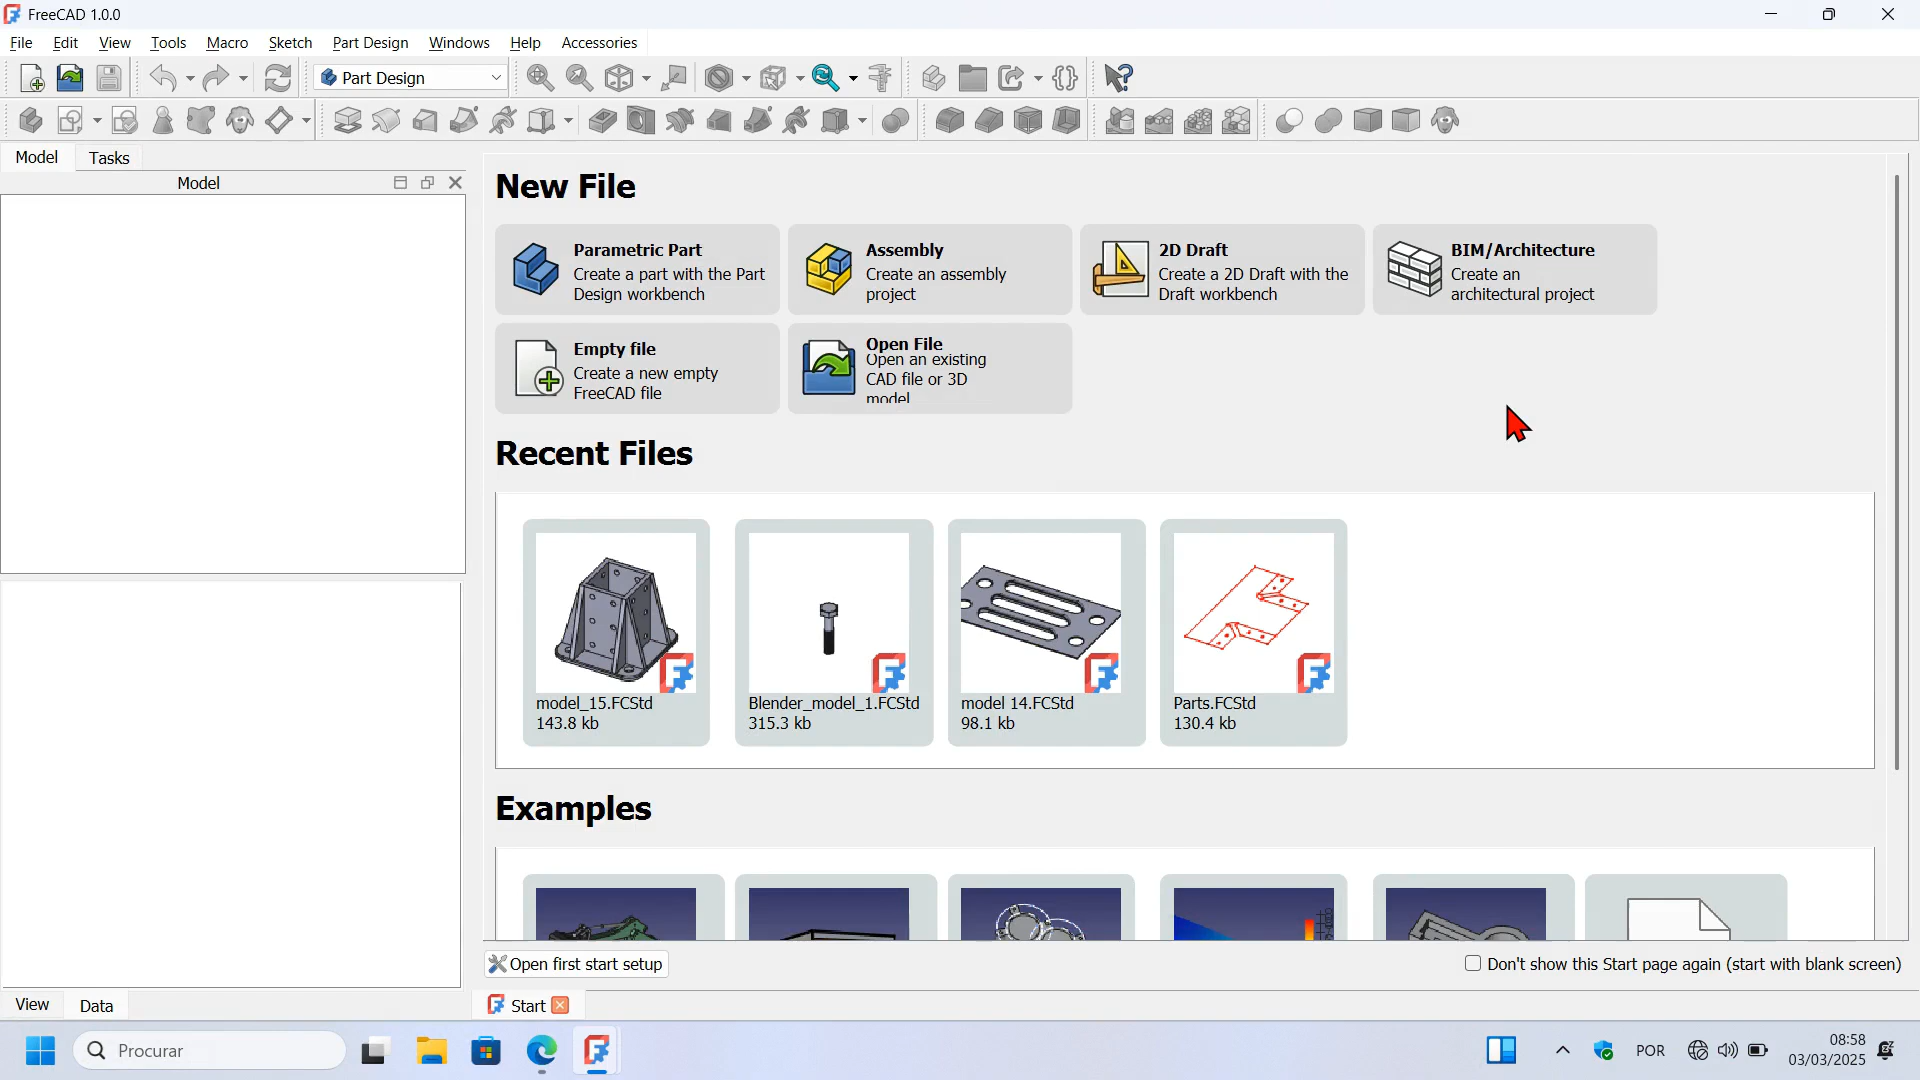 FreeCAD 1.0.0
File Edit View Tools Macro Sketch Part Design Windows Help Accessories
Part Design
Model Tasks
Model
New File
Parametric Part
Create a part with the Part
Design workbench
Assembly
Create an assembly
project
2D Draft
Create a 2D Draft with the
Draft workbench
BIM/Architecture
Create an
architectural project
Empty file
Create a new empty
FreeCAD file
Open File
Open an existing
CAD file or 3D
model
Recent Files
model_15.FCStd
143.8 kb
Blender_model_1.FCStd
315.3 kb
model 14.FCStd
98.1 kb
Parts.FCStd
130.4 kb
Examples
Open first start setup
Don't show this Start page again (start with blank screen)
View Data
Start
Procurar
POR
08:58
03/03/2025